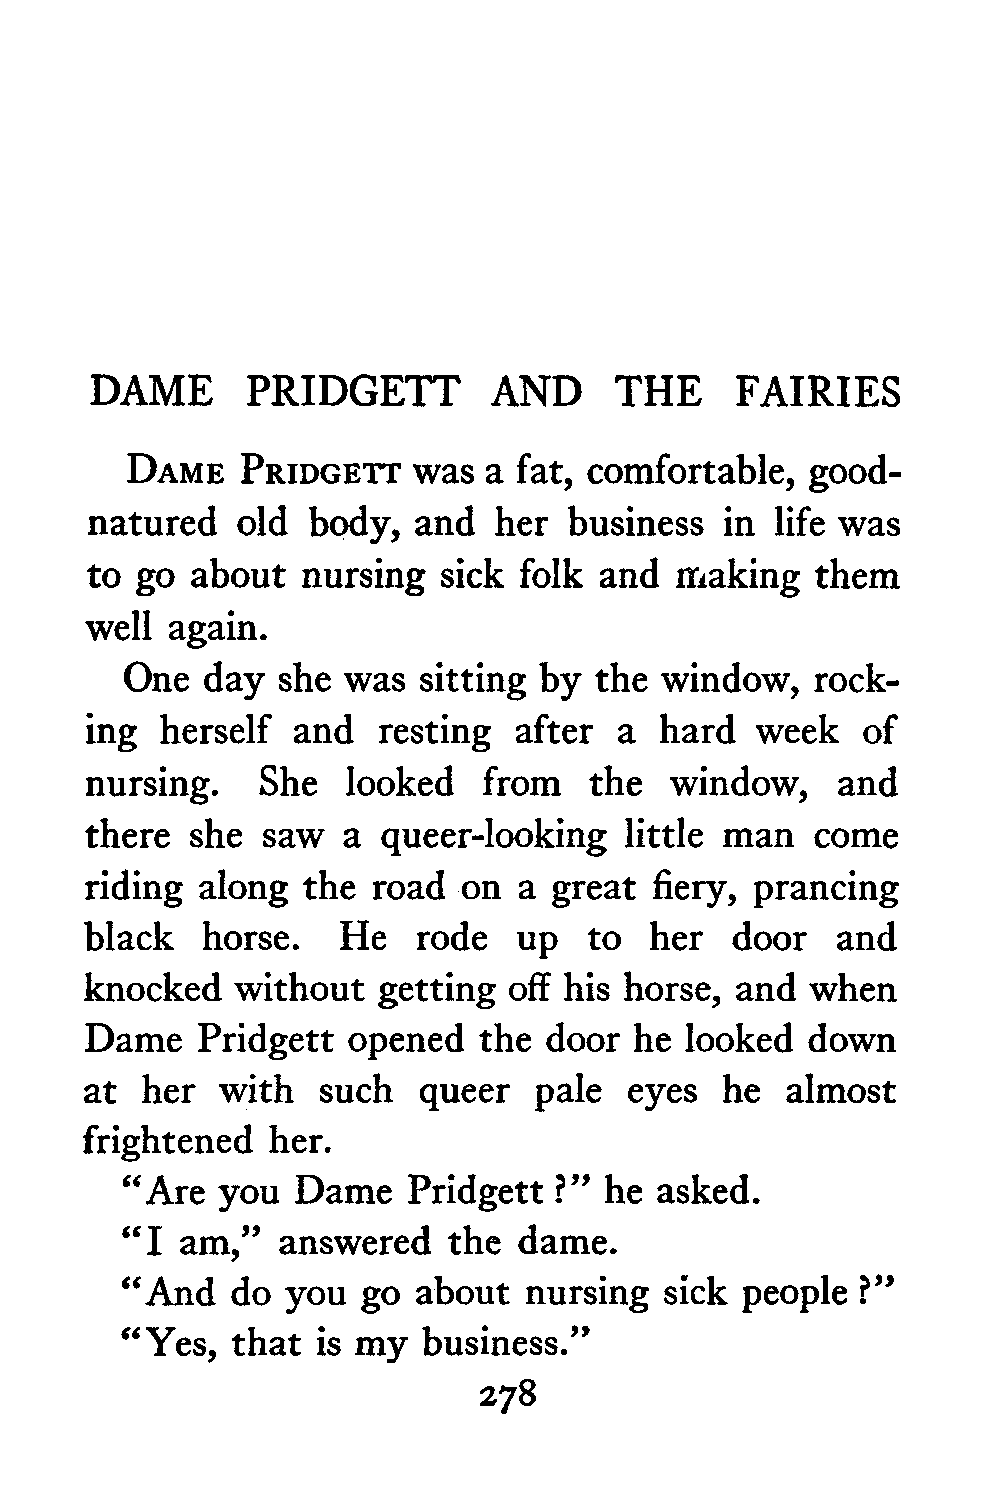 DAME PRIDGETT AND THE FAIRIES
DAME PRIDGETT was a fat, comfortable, good-
natured old body, and her business in life was
to go about nursing sick folk and making them
well again.
One day she was sitting by the window, rock-
ing herself and resting after a hard week of
nursing. She looked from the window, and
there she saw a queer-looking little man come
riding along the road on a great fiery, prancing
black horse. He rode up to her door and
knocked without getting off his horse, and when
Dame Pridgett opened the door he looked down
at her with such queer pale eyes he almost
frightened her.
“Are you Dame Pridgett ?” he asked.
“I am,” answered the dame.
“And do you go about nursing sick people ?”
“Yes, that is my business.”
278